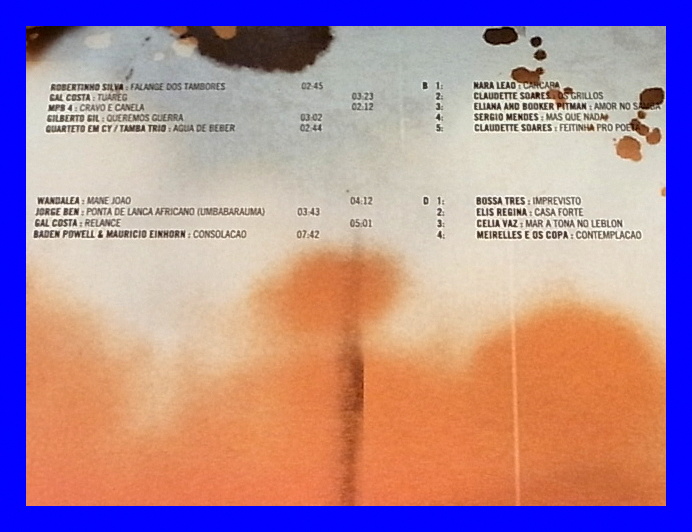 ROBERTINHO SILVA : FALANGE DOS TAMBORES 02:45
GAL COSTA : TUAREG 03:23
MPB 4 : CRAVO E CANELA 02:12
GILBERTO GIL : QUEREMOS GUERRA 03:02
QUARTETO EM CY / TAMBA TRIO : AGUA DE BEBER 02:44
B 1: NARA LEAO : CARCARA
2: CLAUDETTE SOARES : OS GRILLOS
3: ELIANA AND BOOKER PITMAN : AMOR NO SAMBA
4: SERGIO MENDES : MAS QUE NADA
5: CLAUDETTE SOARES : FEITINHA PRO POETA
WANDALEA : MANE JOAO 04:12
JORGE BEN : PONTA DE LANCA AFRICANO (UMBABARAUMA) 03:43
GAL COSTA : RELANCE 05:01
BADEN POWELL & MAURICIO EINHORN : CONSOLACAO 07:42
D 1: BOSSA TRES : IMPREVISTO
2: ELIS REGINA : CASA FORTE
3: CELIA VAZ : MAR A TONA NO LEBLON
4: MEIRELLES E OS COPA : CONTEMPLACAO